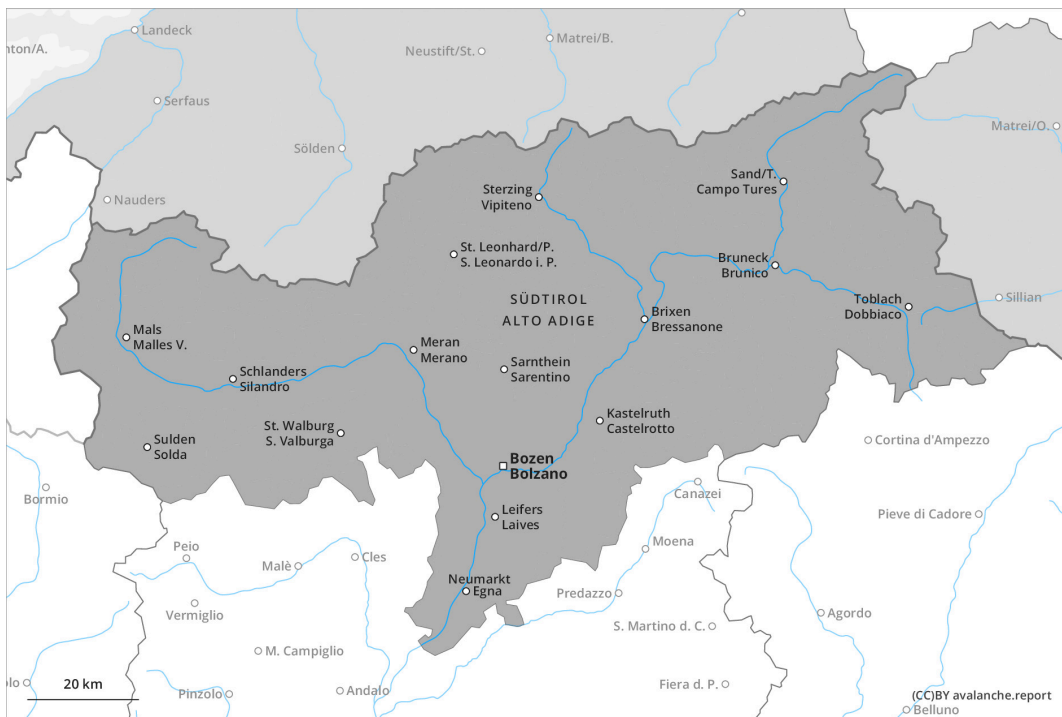 Landeck
nton/A.
Neustift/St.
Matrei/B.
Serfaus
Matrei/O.
Sölden
Nauders
Sterzing
Vipiteno
Sand/T.
Campo Tures
St. Leonhard/P.
S. Leonardo i. P.
Bruneck
Brunico
SÜDTIROL
ALTO ADIGE
Brixen
Bressanone
Toblach
Dobbiaco
Sillian
Mals
Malles V.
Meran
Merano
Sarnthein
Sarentino
Schlanders
Silandro
Kastelruth
Castelrotto
St. Walburg
S. Valburga
Sulden
Solda
Cortina d'Ampezzo
Bozen
Bolzano
Bormio
Canazei
Leifers
Laives
Pieve di Cadore
Peio
Malè
Cles
Moena
Neumarkt
Egna
Predazzo
Vermiglio
Agordo
S. Martino d. C.
M. Campiglio
olo
20 km
Pinzolo
Andalo
Fiera d. P.
(CC)BY avalanche.report
Belluno